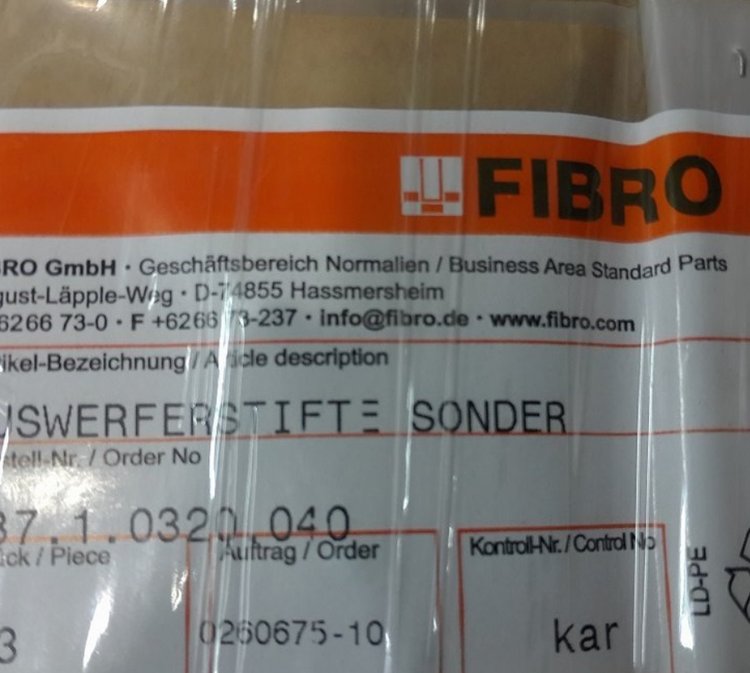 FIBRO
RO GmbH · Geschäftsbereich Normalien / Business Area Standard Parts
gust-Läpple-Weg · D-74855 Hassmersheim
6266 73-0 · F +6266 73-237 · info@fibro.de · www.fibro.com
ikel-Bezeichnung / Article description
USWERFERSTIFTE SONDER
stell-Nr. / Order No
37.1.0320 040
ück / Piece Auftrag / Order Kontroll-Nr. / Control No
3 0260675-10 kar
LD-PE